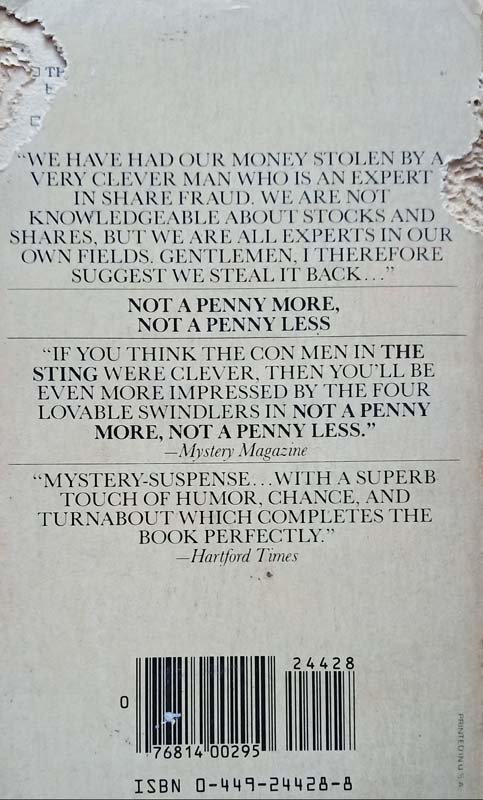 TH
"WE HAVE HAD OUR MONEY STOLEN BY A
VERY CLEVER MAN WHO IS AN EXPERT
IN SHARE FRAUD. WE ARE NOT
KNOWLEDGEABLE ABOUT STOCKS AND
SHARES, BUT WE ARE ALL EXPERTS IN OUR
OWN FIELDS. GENTLEMEN, I THEREFORE
SUGGEST WE STEAL IT BACK..."
NOT A PENNY MORE,
NOT A PENNY LESS
"IF YOU THINK THE CON MEN IN THE
STING WERE CLEVER, THEN YOU'LL BE
EVEN MORE IMPRESSED BY THE FOUR
LOVABLE SWINDLERS IN NOT A PENNY
MORE, NOT A PENNY LESS."
—Mystery Magazine
"MYSTERY-SUSPENSE...WITH A SUPERB
TOUCH OF HUMOR, CHANCE, AND
TURNABOUT WHICH COMPLETES THE
BOOK PERFECTLY."
—Hartford Times
24428
0
76814 00295
ISBN 0-449-24428-8
PRINTED IN U.S.A.